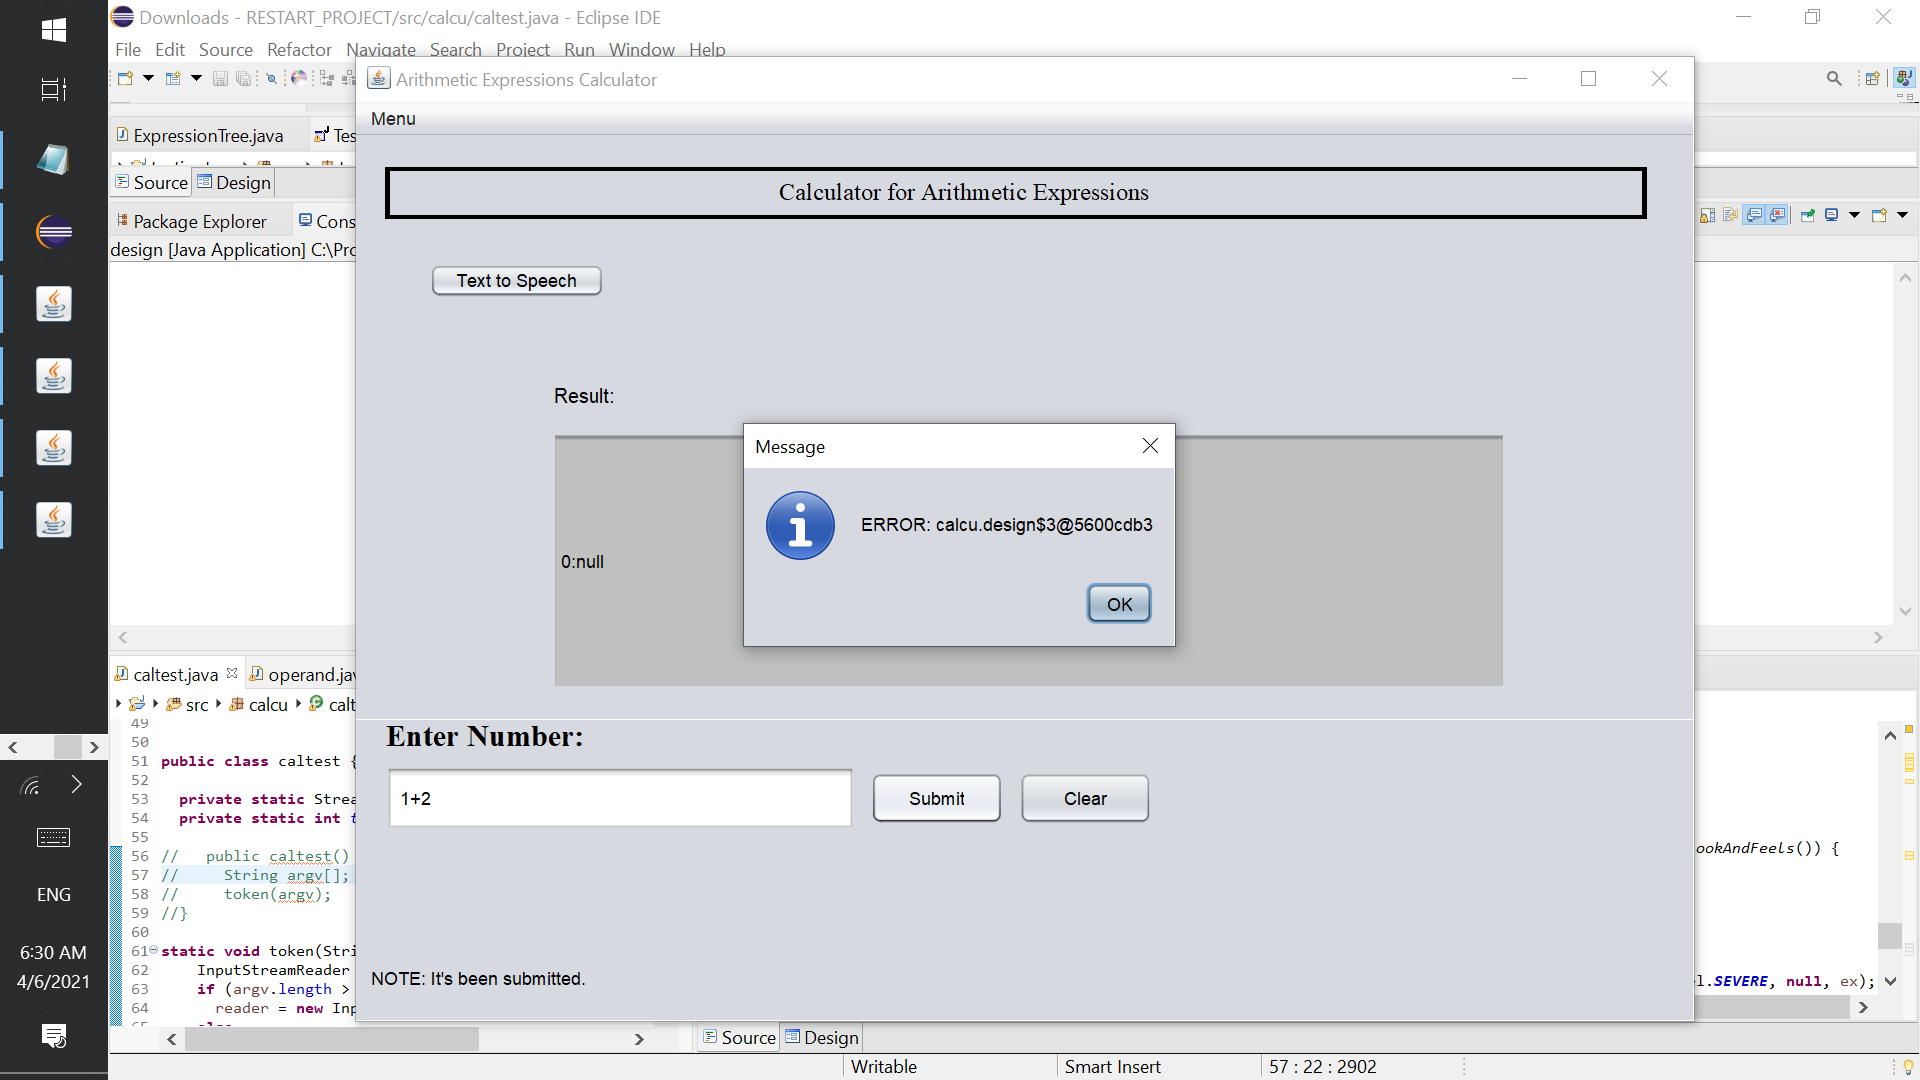 Downloads - RESTART_PROJECT/src/calcu/caltest.java - Eclipse IDE
File Edit Source Refactor Navigate Search Project Run Window Help
Arithmetic Expressions Calculator
Menu
ExpressionTree.java Tes
Source Design
Calculator for Arithmetic Expressions
Package Explorer Cons
design [Java Application] C:\Pro
Text to Speech
Result:
Message
ERROR: calcu.design$3@5600cdb3
0:null
OK
caltest.java operand.jav
src calcu calt
Enter Number:
1+2
Submit
Clear
49
50
51 public class caltest {
52
53 private static Strea
54 private static int t
55
56 // public caltest()
57 // String argv[];
58 // token(argv);
59 //}
60
61 static void token(Stri
62 InputStreamReader
63 if (argv.length >
64 reader = new Inp
ookAndFeels()) {
l.SEVERE, null, ex);
NOTE: It's been submitted.
Source Design
Writable
Smart Insert
57 : 22 : 2902
ENG
6:30 AM
4/6/2021